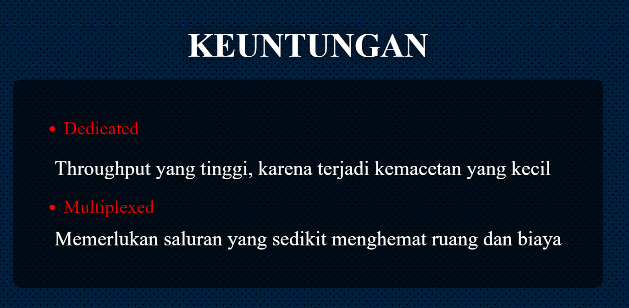 KEUNTUNGAN
• Dedicated
Throughput yang tinggi, karena terjadi kemacetan yang kecil
• Multiplexed
Memerlukan saluran yang sedikit menghemat ruang dan biaya